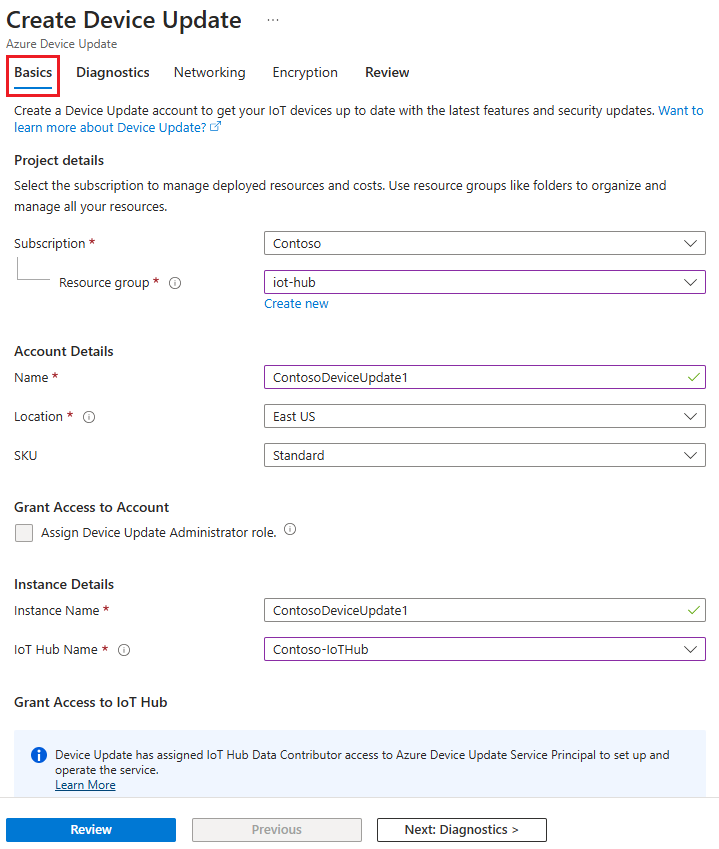 Create Device Update ...
Azure Device Update
Basics Diagnostics Networking Encryption Review
Create a Device Update account to get your IoT devices up to date with the latest features and security updates. Want to
learn more about Device Update?
Project details
Select the subscription to manage deployed resources and costs. Use resource groups like folders to organize and
manage all your resources.
Subscription * Contoso
Resource group * iot-hub
Create new
Account Details
Name * ContosoDeviceUpdate1
Location * East US
SKU Standard
Grant Access to Account
Assign Device Update Administrator role.
Instance Details
Instance Name * ContosoDeviceUpdate1
IoT Hub Name * Contoso-IoTHub
Grant Access to IoT Hub
Device Update has assigned IoT Hub Data Contributor access to Azure Device Update Service Principal to set up and
operate the service.
Learn More
Review Previous Next: Diagnostics >